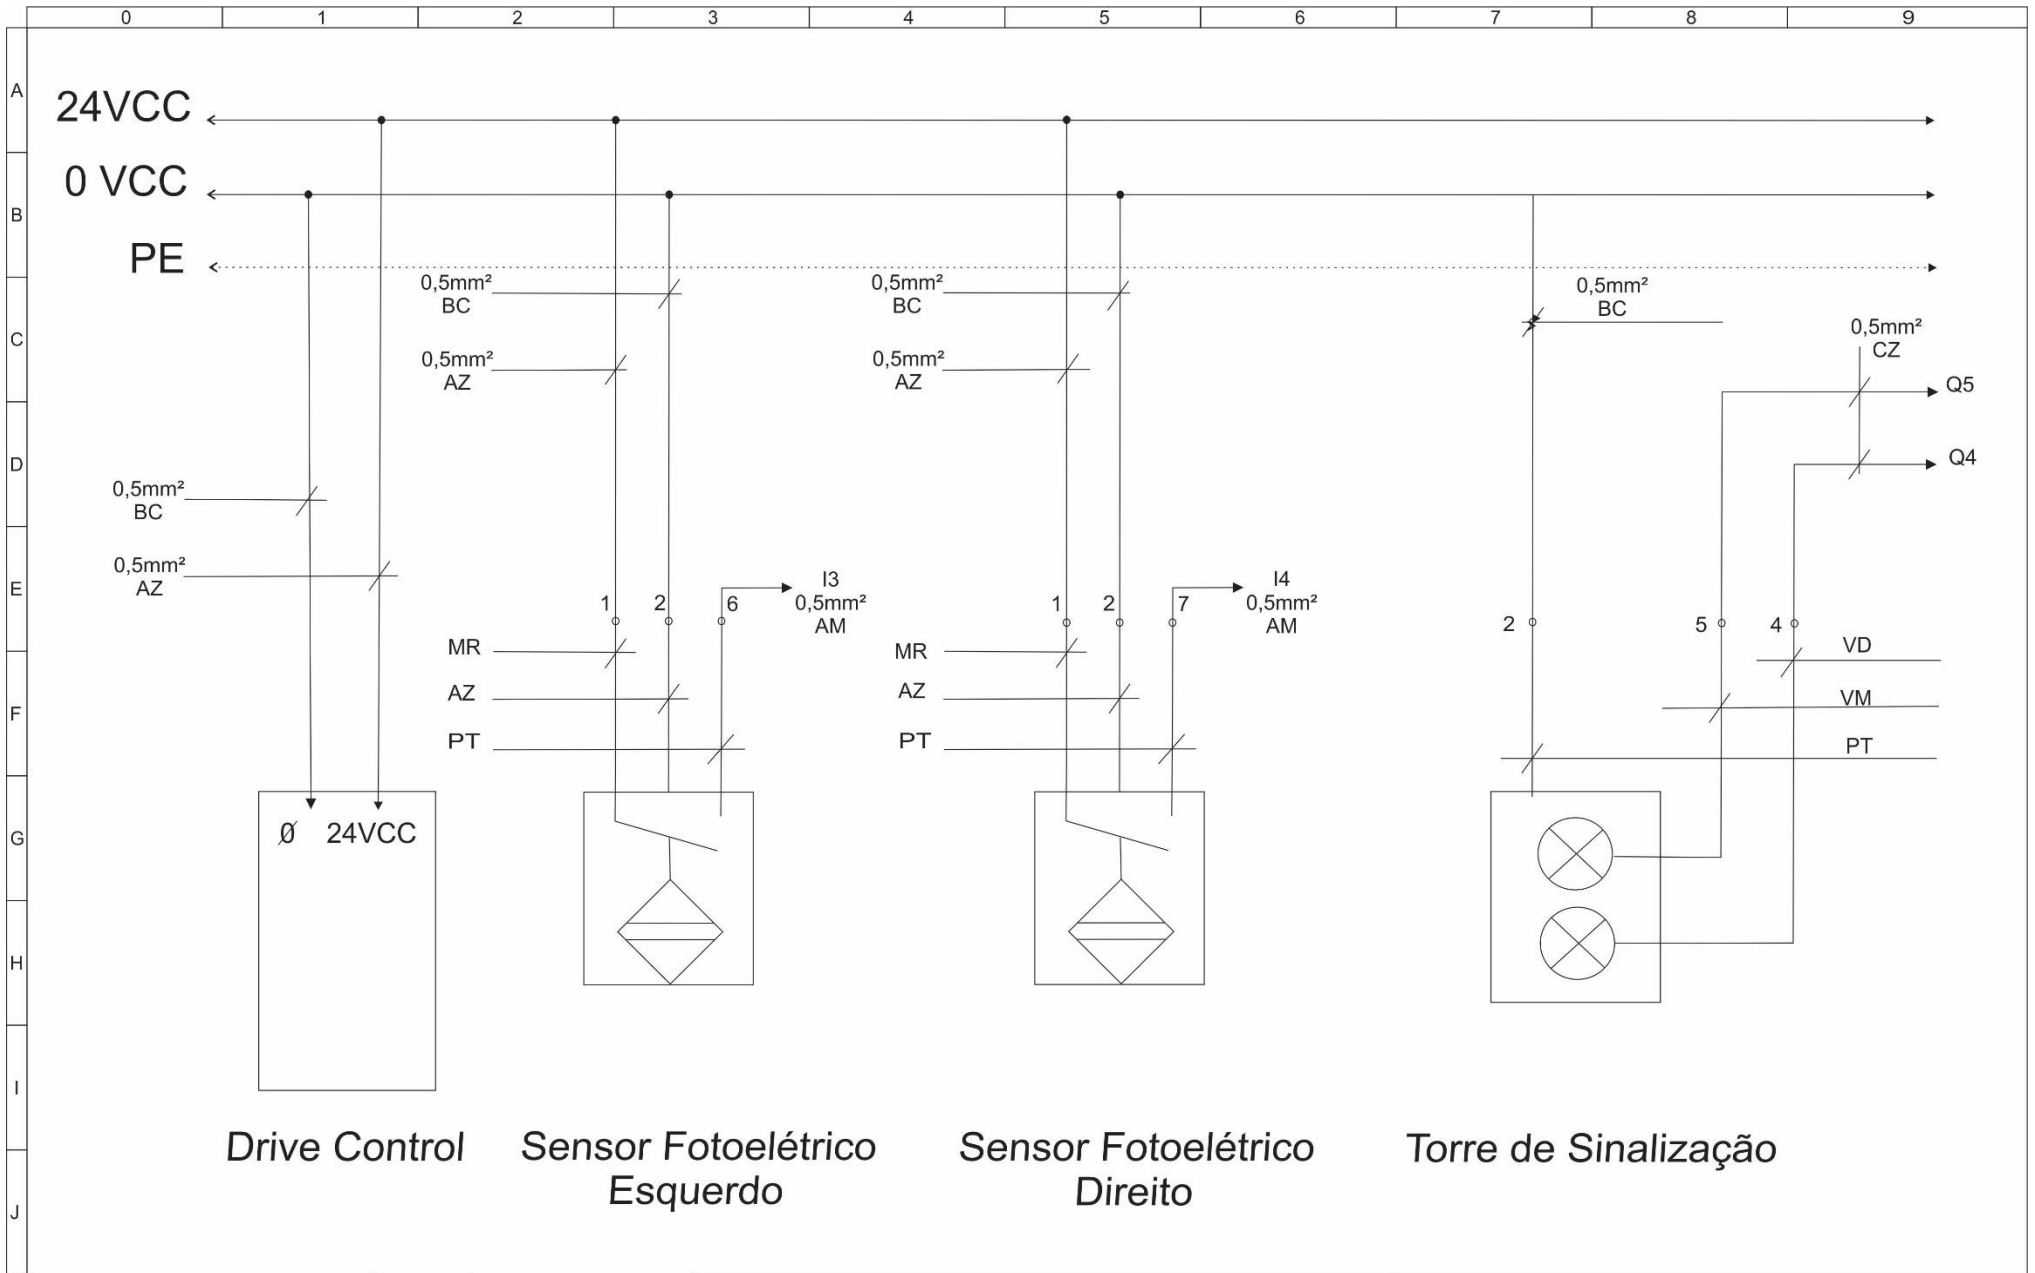 0 1 2 3 4 5 6 7 8 9
A
24VCC
0 VCC
B
PE
0,5mm²
BC
0,5mm²
BC
0,5mm²
BC
C
0,5mm²
CZ
0,5mm²
AZ
0,5mm²
AZ
Q5
D
Q4
0,5mm²
BC
0,5mm²
AZ
E
1 2 6
I3
0,5mm²
AM
1 2 7
I4
0,5mm²
AM
2 5 4
MR
MR
VD
AZ
AZ
VM
F
PT
PT
PT
G
Ø 24VCC
H
I
Drive Control
Sensor Fotoelétrico
Esquerdo
Sensor Fotoelétrico
Direito
Torre de Sinalização
J